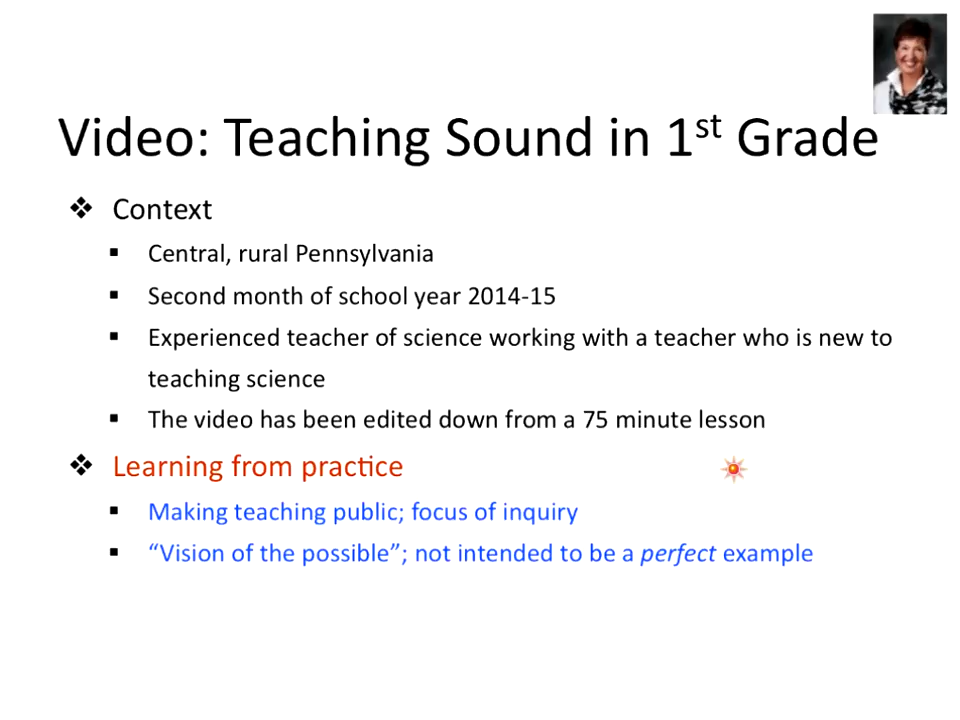 Video: Teaching Sound in 1st Grade
❖ Context
▪ Central, rural Pennsylvania
▪ Second month of school year 2014-15
▪ Experienced teacher of science working with a teacher who is new to
teaching science
▪ The video has been edited down from a 75 minute lesson
❖ Learning from practice
▪ Making teaching public; focus of inquiry
▪ “Vision of the possible”; not intended to be a perfect example